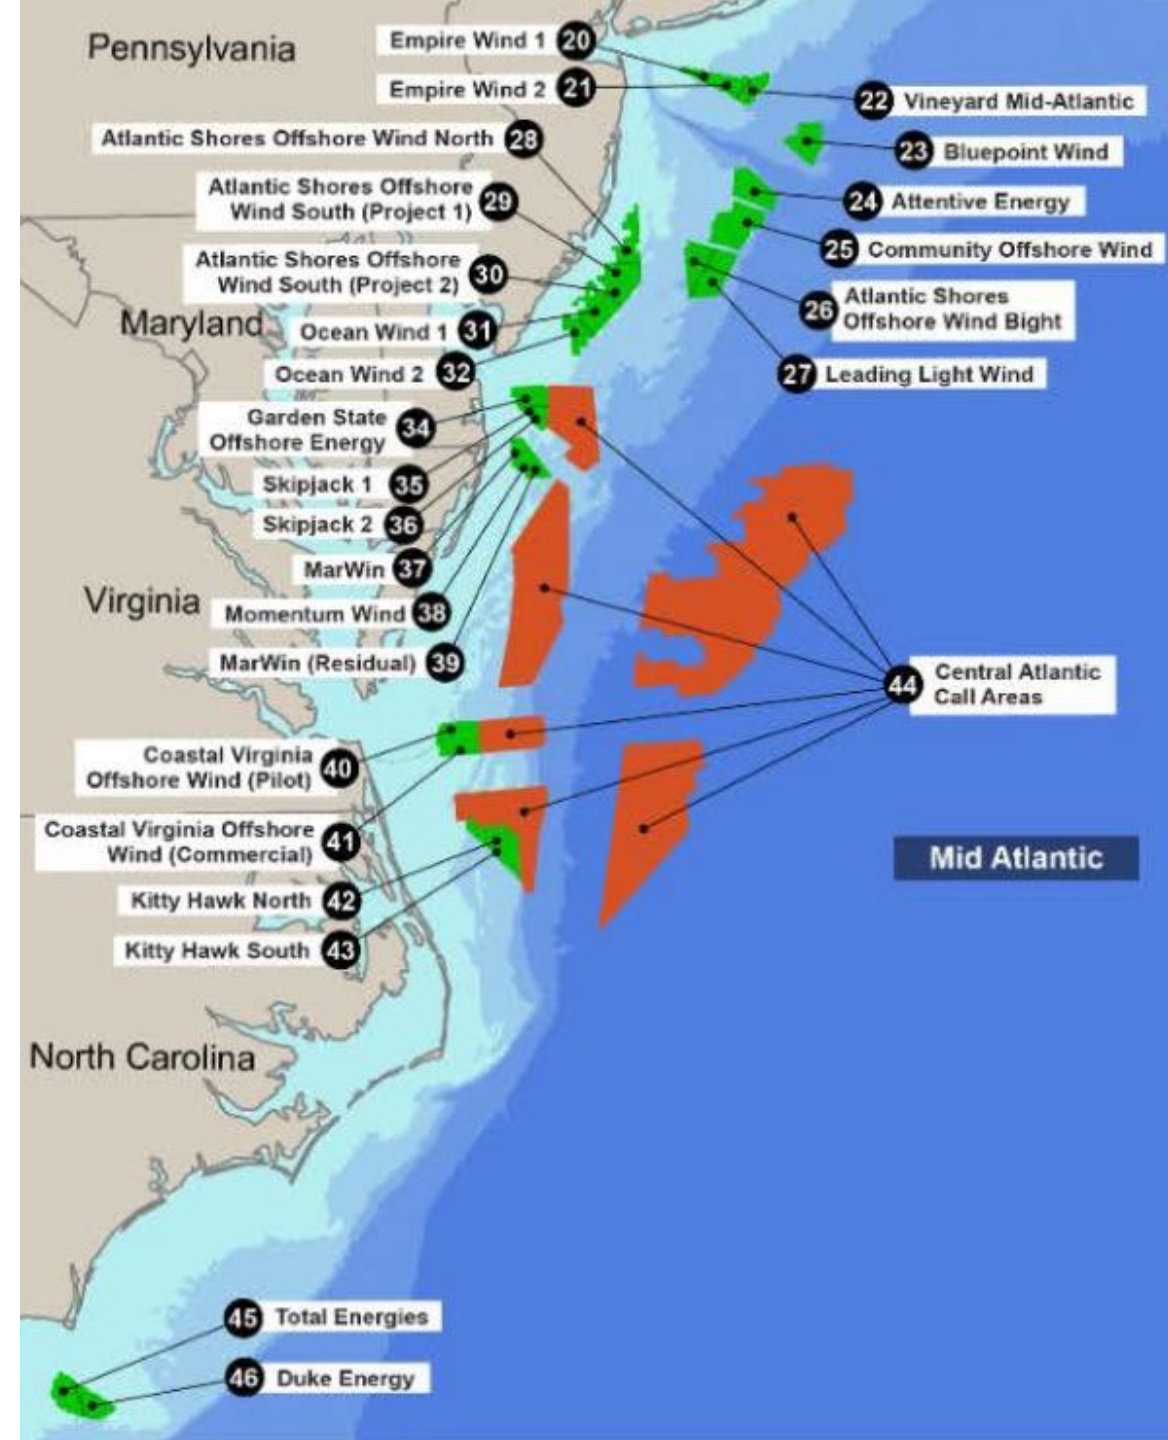 Pennsylvania
Empire Wind 1 20
Empire Wind 2 21
22 Vineyard Mid-Atlantic
Atlantic Shores Offshore Wind North 28
23 Bluepoint Wind
Atlantic Shores Offshore
Wind South (Project 1) 29
24 Attentive Energy
25 Community Offshore Wind
Atlantic Shores Offshore
Wind South (Project 2) 30
26 Atlantic Shores
Offshore Wind Bight
Maryland
Ocean Wind 1 31
Ocean Wind 2 32
27 Leading Light Wind
Garden State
Offshore Energy 34
Skipjack 1 35
Skipjack 2 36
MarWin 37
Virginia
Momentum Wind 38
MarWin (Residual) 39
44 Central Atlantic
Call Areas
Coastal Virginia
Offshore Wind (Pilot) 40
Coastal Virginia Offshore
Wind (Commercial) 41
Mid Atlantic
Kitty Hawk North 42
Kitty Hawk South 43
North Carolina
45 Total Energies
46 Duke Energy